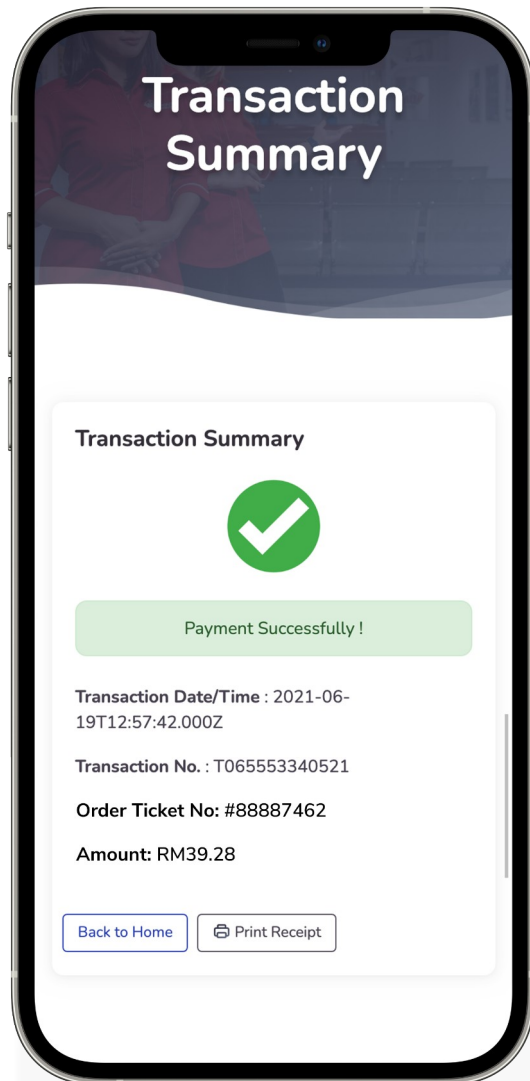 Transaction
Summary
Transaction Summary
Payment Successfully !
Transaction Date/Time : 2021-06-
19T12:57:42.000Z
Transaction No. : T065553340521
Order Ticket No: #88887462
Amount: RM39.28
Back to Home
Print Receipt